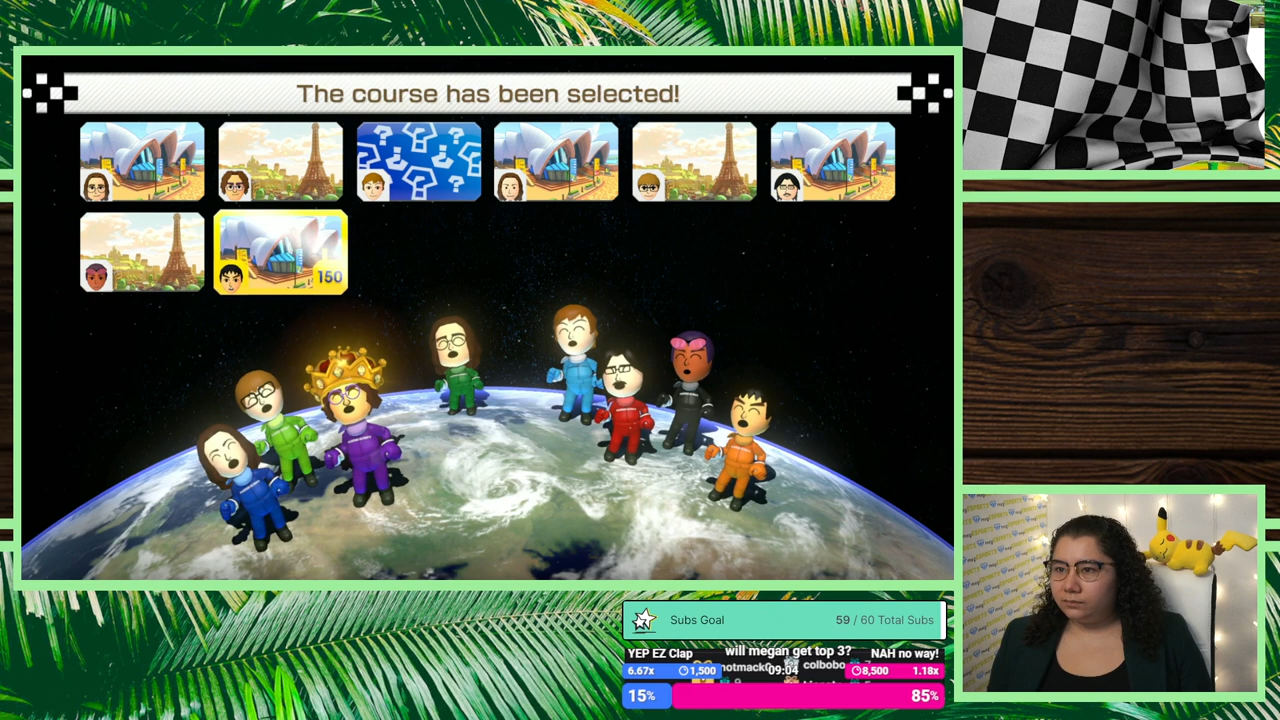 The course has been selected!
150
Subs Goal
59 / 60 Total Subs
YEP EZ Clap
will megan get top 3?
NAH no way!
6.67x
1,500
colbobo
09:04
8,500
1.18x
15%
85%